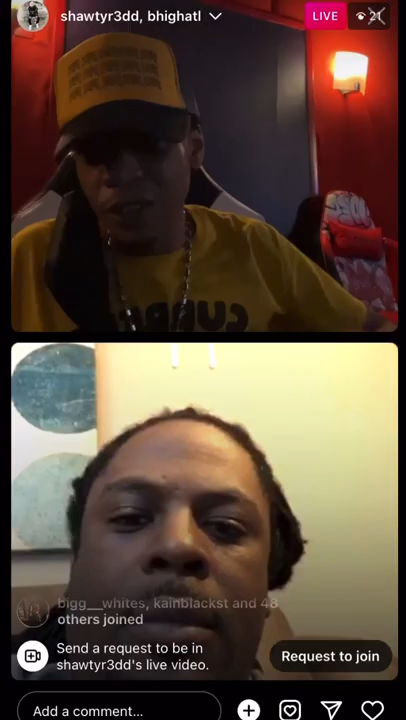 shawtyr3dd, bhighatl
LIVE
21
bigg__whites, kainblackst and 48
others joined
Send a request to be in
shawtyr3dd's live video.
Request to join
Add a comment...